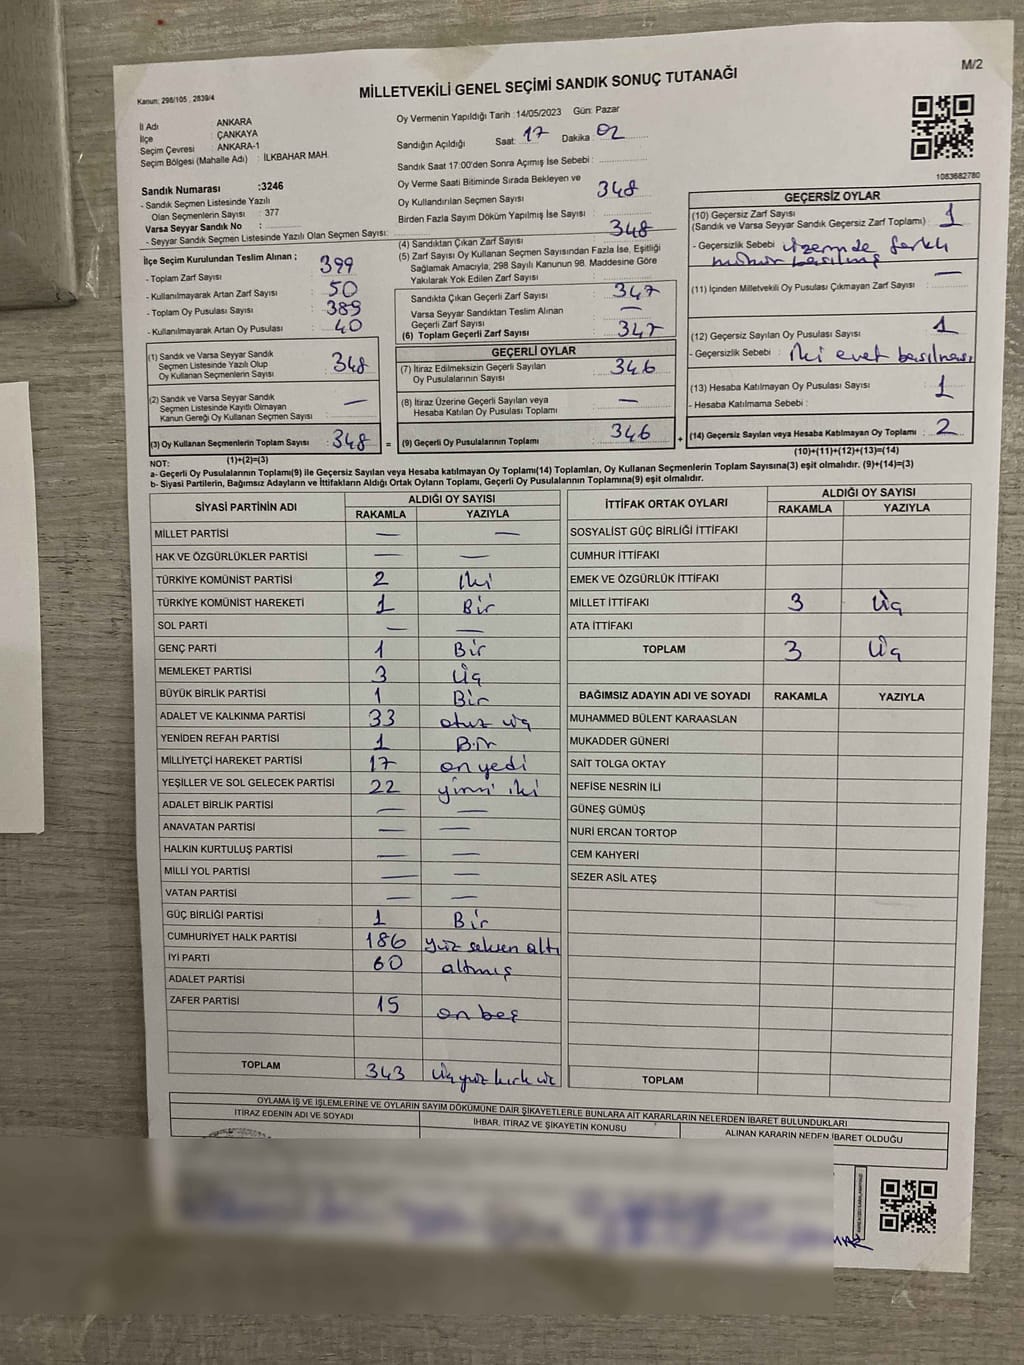 M/2
Kanun: 298/105 , 2839/4
MİLLETVEKİLİ GENEL SEÇİMİ SANDIK SONUÇ TUTANAĞI
İl Adı ANKARA
İlçe ÇANKAYA
Seçim Çevresi : ANKARA-1
Seçim Bölgesi (Mahalle Adı) : İLKBAHAR MAH.
Oy Vermenin Yapıldığı Tarih :14/05/2023 Gün: Pazar
Sandığın Açıldığı Saat: 17 Dakika 02
Sandık Saat 17:00'den Sonra Açımış İse Sebebi :
1083682780
Sandık Numarası :3246
- Sandık Seçmen Listesinde Yazılı
Olan Seçmenlerin Sayısı : 377
Varsa Seyyar Sandık No :
- Seyyar Sandık Seçmen Listesinde Yazılı Olan Seçmen Sayısı:
Oy Verme Saati Bitiminde Sırada Bekleyen ve
Oy Kullandırılan Seçmen Sayısı 348
Birden Fazla Sayım Döküm Yapılmış İse Sayısı :
İlçe Seçim Kurulundan Teslim Alınan ;
- Toplam Zarf Sayısı : 399
- Kullanılmayarak Artan Zarf Sayısı : 50
- Toplam Oy Pusulası Sayısı : 389
- Kullanılmayarak Artan Oy Pusulası : 40
(4) Sandıktan Çıkan Zarf Sayısı : 348
(5) Zarf Sayısı Oy Kullanan Seçmen Sayısından Fazla İse, Eşitliği
Sağlamak Amacıyla, 298 Sayılı Kanunun 98. Maddesine Göre
Yakılarak Yok Edilen Zarf Sayısı :
Sandıkta Çıkan Geçerli Zarf Sayısı : 347
Varsa Seyyar Sandıktan Teslim Alınan
Geçerli Zarf Sayısı : —
(6) Toplam Geçerli Zarf Sayısı : 347
GEÇERSİZ OYLAR
(10) Geçersiz Zarf Sayısı
(Sandık ve Varsa Seyyar Sandık Geçersiz Zarf Toplamı) : 1
- Geçersizlik Sebebi : üzerinde farklı
mühür basılmış
(11) İçinden Milletvekili Oy Pusulası Çıkmayan Zarf Sayısı : —
(12) Geçersiz Sayılan Oy Pusulası Sayısı : 1
- Geçersizlik Sebebi : iki evet basılması
(13) Hesaba Katılmayan Oy Pusulası Sayısı : 1
- Hesaba Katılmama Sebebi :
(14) Geçersiz Sayılan veya Hesaba Katılmayan Oy Toplamı : 2
(10)+(11)+(12)+(13)=(14)
(1) Sandık ve Varsa Seyyar Sandık
Seçmen Listesinde Yazılı Olup
Oy Kullanan Seçmenlerin Sayısı : 348
(2) Sandık ve Varsa Seyyar Sandık
Seçmen Listesinde Kayıtlı Olmayan
Kanun Gereği Oy Kullanan Seçmen Sayısı : —
(3) Oy Kullanan Seçmenlerin Toplam Sayısı : 348 =
(1)+(2)=(3)
GEÇERLİ OYLAR
(7) İtiraz Edilmeksizin Geçerli Sayılan
Oy Pusulalarının Sayısı : 346
(8) İtiraz Üzerine Geçerli Sayılan veya
Hesaba Katılan Oy Pusulası Toplamı : —
(9) Geçerli Oy Pusulalarının Toplamı : 346 +
NOT:
a- Geçerli Oy Pusulalarının Toplamı(9) ile Geçersiz Sayılan veya Hesaba katılmayan Oy Toplamı(14) Toplamları, Oy Kullanan Seçmenlerin Toplam Sayısına(3) eşit olmalıdır. (9)+(14)=(3)
b- Siyasi Partilerin, Bağımsız Adayların ve İttifakların Aldığı Ortak Oyların Toplamı, Geçerli Oy Pusulalarının Toplamına(9) eşit olmalıdır.
SİYASİ PARTİNİN ADI ALDIĞI OY SAYISI
RAKAMLA YAZIYLA
MİLLET PARTİSİ — —
HAK VE ÖZGÜRLÜKLER PARTİSİ — —
TÜRKİYE KOMÜNİST PARTİSİ 2 iki
TÜRKİYE KOMÜNİST HAREKETİ 1 Bir
SOL PARTİ — —
GENÇ PARTİ 1 Bir
MEMLEKET PARTİSİ 3 üç
BÜYÜK BİRLİK PARTİSİ 1 Bir
ADALET VE KALKINMA PARTİSİ 33 otuz üç
YENİDEN REFAH PARTİSİ 1 Bir
MİLLİYETÇİ HAREKET PARTİSİ 17 on yedi
YEŞİLLER VE SOL GELECEK PARTİSİ 22 yirmi iki
ADALET BİRLİK PARTİSİ — —
ANAVATAN PARTİSİ — —
HALKIN KURTULUŞ PARTİSİ — —
MİLLİ YOL PARTİSİ — —
VATAN PARTİSİ — —
GÜÇ BİRLİĞİ PARTİSİ 1 Bir
CUMHURİYET HALK PARTİSİ 186 yüz seksen altı
İYİ PARTİ 60 altmış
ADALET PARTİSİ
ZAFER PARTİSİ 15 on beş
TOPLAM 343 üçyüz kırk üç
İTTİFAK ORTAK OYLARI ALDIĞI OY SAYISI
RAKAMLA YAZIYLA
SOSYALİST GÜÇ BİRLİĞİ İTTİFAKI
CUMHUR İTTİFAKI
EMEK VE ÖZGÜRLÜK İTTİFAKI
MİLLET İTTİFAKI 3 üç
ATA İTTİFAKI
TOPLAM 3 üç
BAĞIMSIZ ADAYIN ADI VE SOYADI RAKAMLA YAZIYLA
MUHAMMED BÜLENT KARAASLAN
MUKADDER GÜNERİ
SAİT TOLGA OKTAY
NEFİSE NESRİN İLİ
GÜNEŞ GÜMÜŞ
NURİ ERCAN TORTOP
CEM KAHYERİ
SEZER ASİL ATEŞ
TOPLAM
OYLAMA İŞ VE İŞLEMLERİNE VE OYLARIN SAYIM DÖKÜMÜNE DAİR ŞİKAYETLERLE BUNLARA AİT KARARLARIN NELERDEN İBARET BULUNDUKLARI
İTİRAZ EDENİN ADI VE SOYADI İHBAR, İTİRAZ VE ŞİKAYETİN KONUSU ALINAN KARARIN NEDEN İBARET OLDUĞU